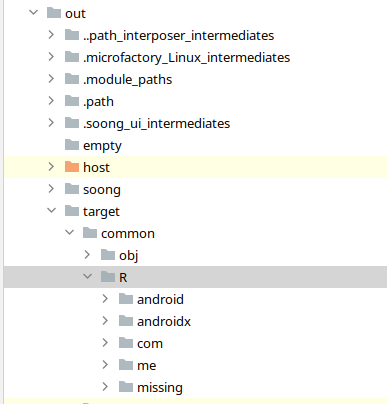 out
..path_interposer_intermediates
.microfactory_Linux_intermediates
.module_paths
.path
.soong_ui_intermediates
empty
host
soong
target
common
obj
R
android
androidx
com
me
missing